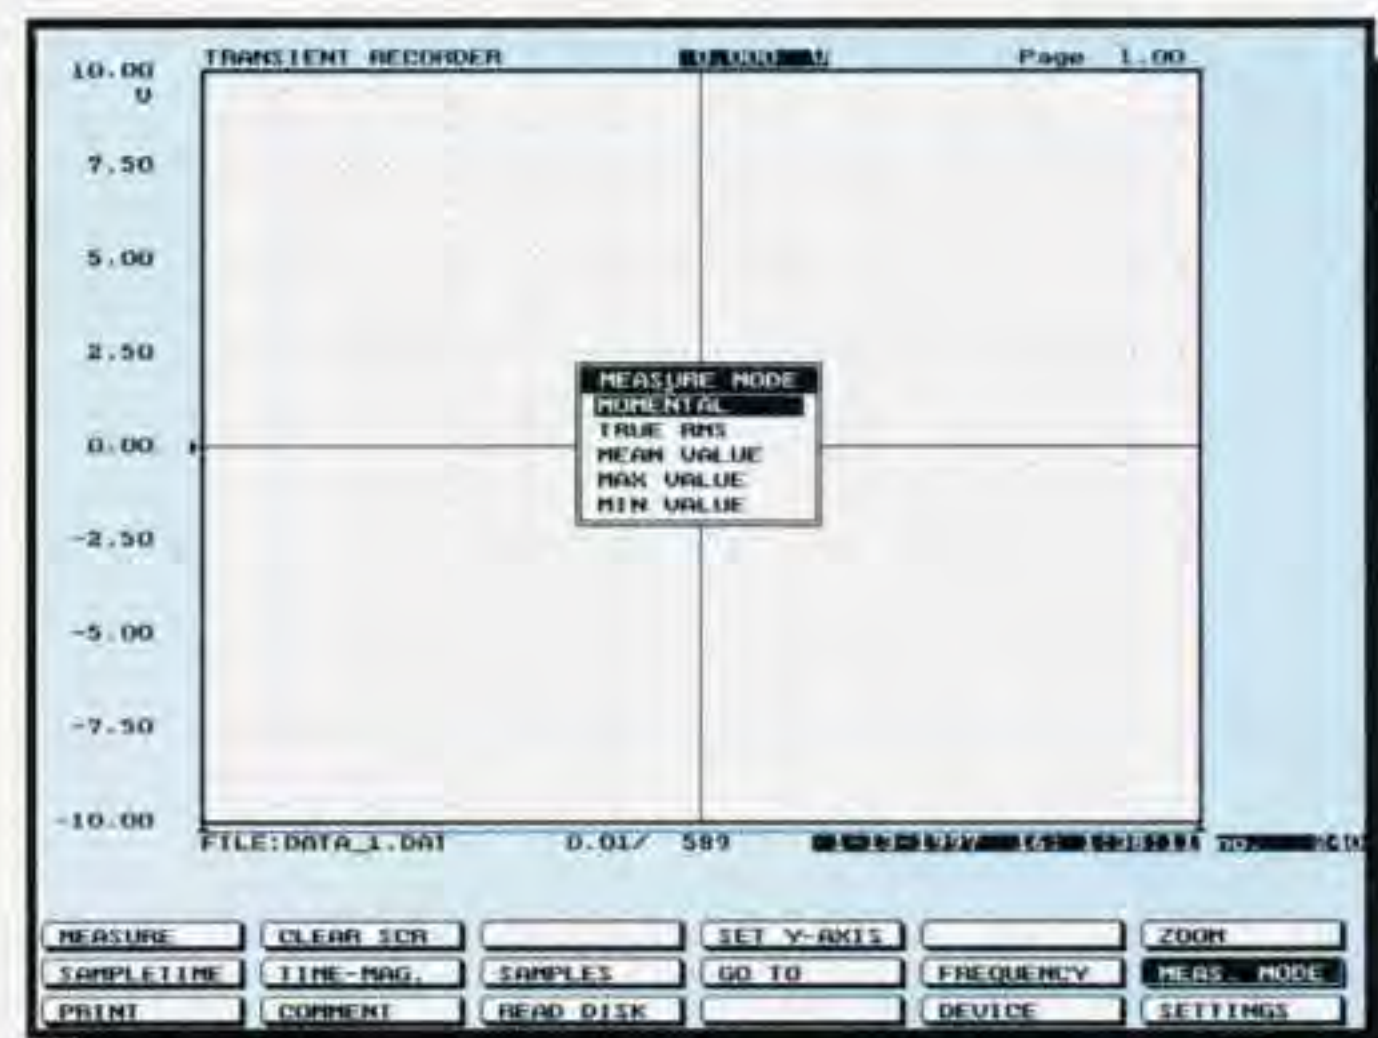 TRANSIENT RECORDER 0.000 V Page 1.00
10.00
V
7.50
5.00
2.50
0.00
-2.50
-5.00
-7.50
-10.00
MEASURE MODE
MOMENTAL
TRUE RMS
MEAN VALUE
MAX VALUE
MIN VALUE
FILE:DATA_1.DAT 0.01/ 589
MEASURE CLEAR SCR SET Y-AXIS ZOOM
SAMPLETIME TIME-MAG. SAMPLES GO TO FREQUENCY MEAS. MODE
PRINT COMMENT READ DISK DEVICE SETTINGS